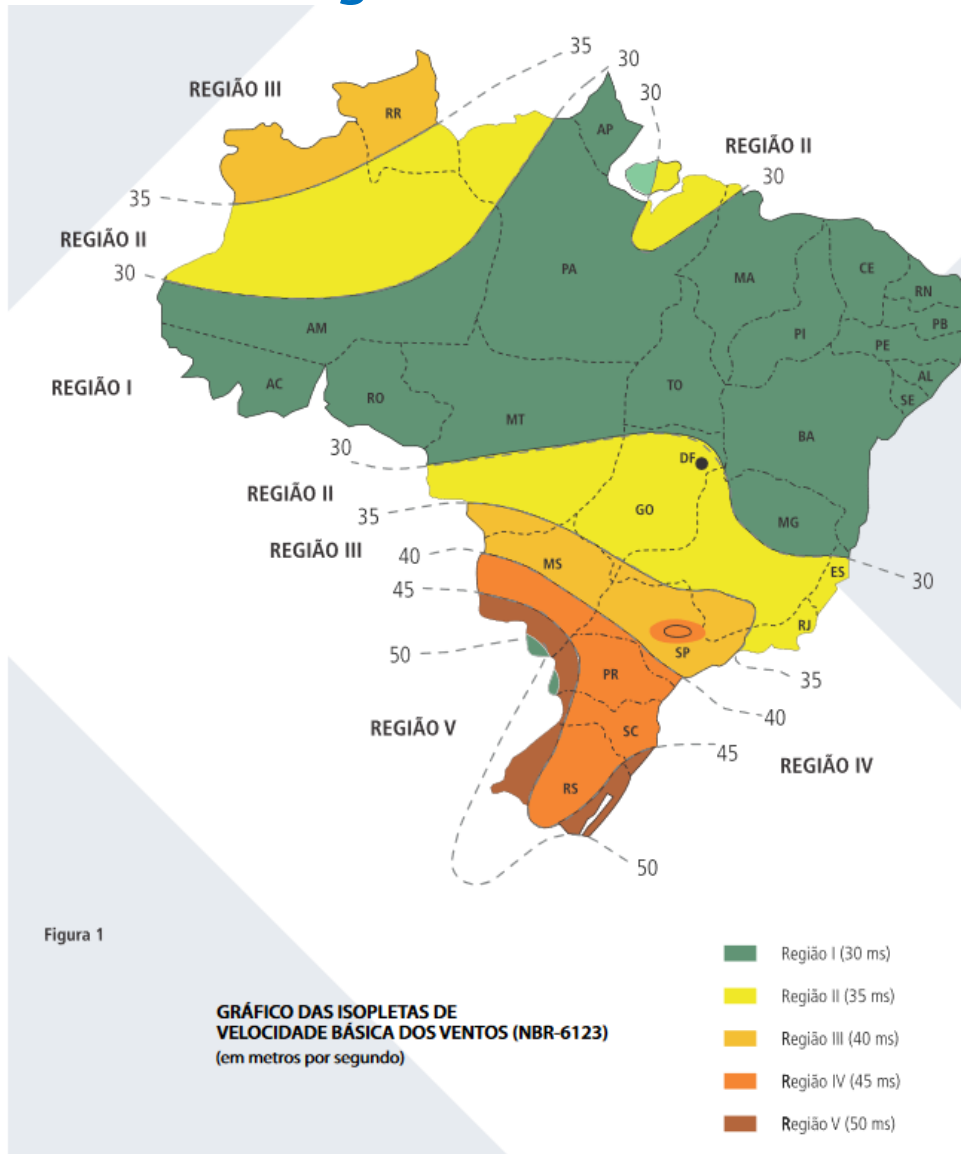 35
30
REGIÃO III
30
RR
AP
REGIÃO II
30
35
REGIÃO II
30
PA
MA
CE
RN
PB
PI
PE
AM
AL
SE
REGIÃO I
AC
RO
TO
MT
BA
30
DF
REGIÃO II
GO
MG
35
REGIÃO III
40
MS
ES
30
45
RJ
50
SP
35
PR
40
REGIÃO V
SC
45
REGIÃO IV
RS
50
Figura 1
Região I (30 ms)
Região II (35 ms)
GRÁFICO DAS ISOPLETAS DE
VELOCIDADE BÁSICA DOS VENTOS (NBR-6123)
(em metros por segundo)
Região III (40 ms)
Região IV (45 ms)
Região V (50 ms)